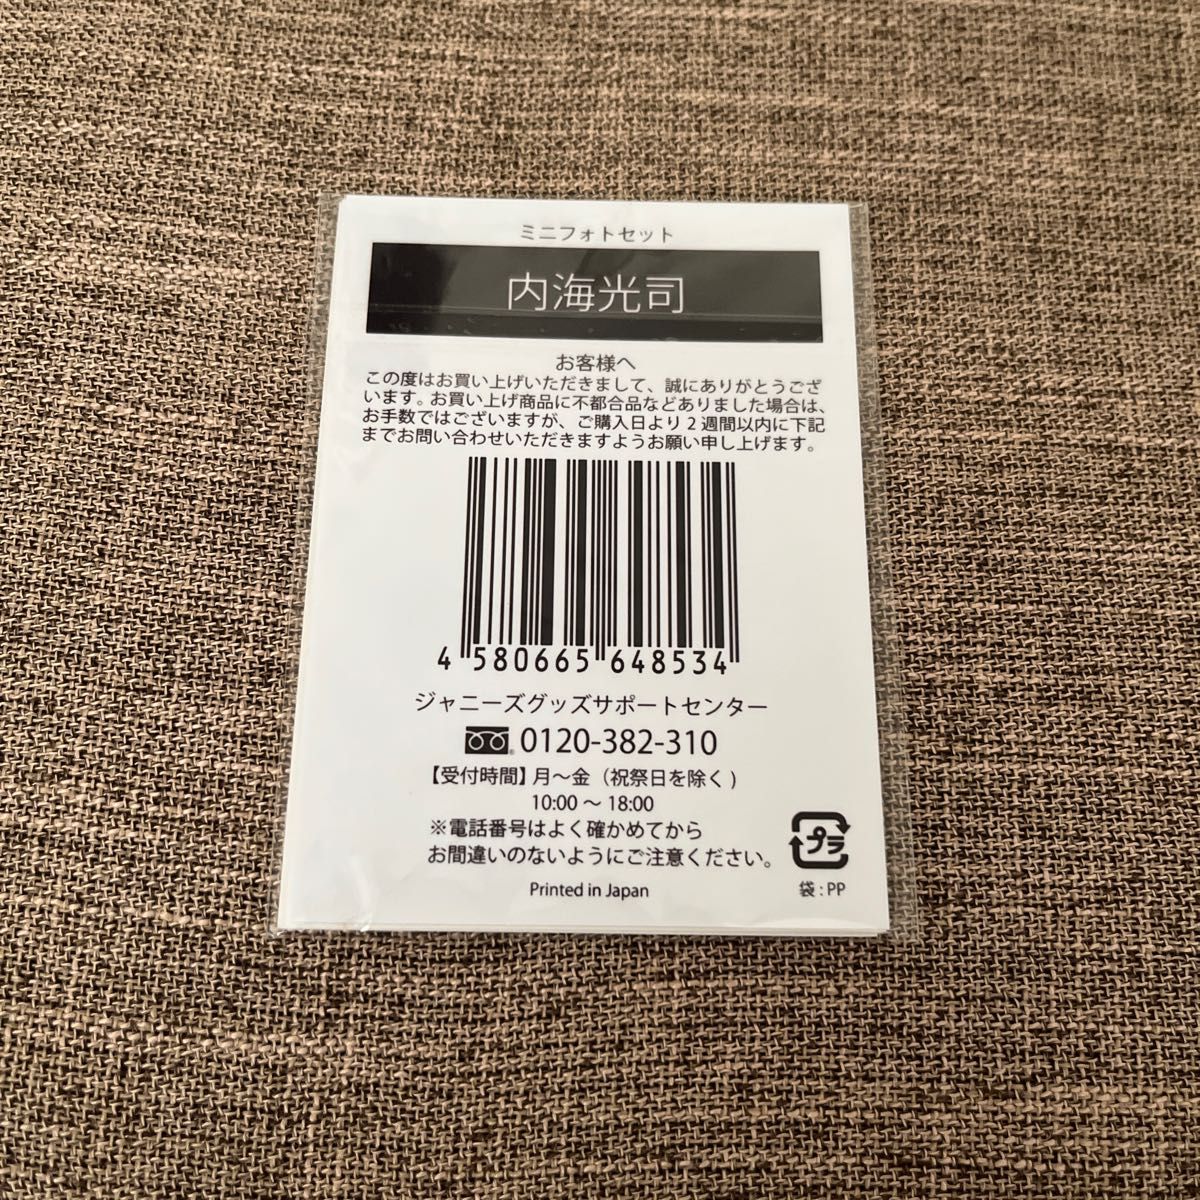 ミニフォトセット
内海光司
お客様へ
この度はお買い上げいただきまして、誠にありがとうござ
います。お買い上げ商品に不都合品などありました場合は、
お手数ではございますが、ご購入日より2週間以内に下記
までお問い合わせいただきますようお願い申し上げます。
4 580665 648534
ジャニーズグッズサポートセンター
0120-382-310
【受付時間】月〜金（祝祭日を除く）
10:00 〜 18:00
※電話番号はよく確かめてから
お間違いのないようにご注意ください。
Printed in Japan
プラ
袋 : PP